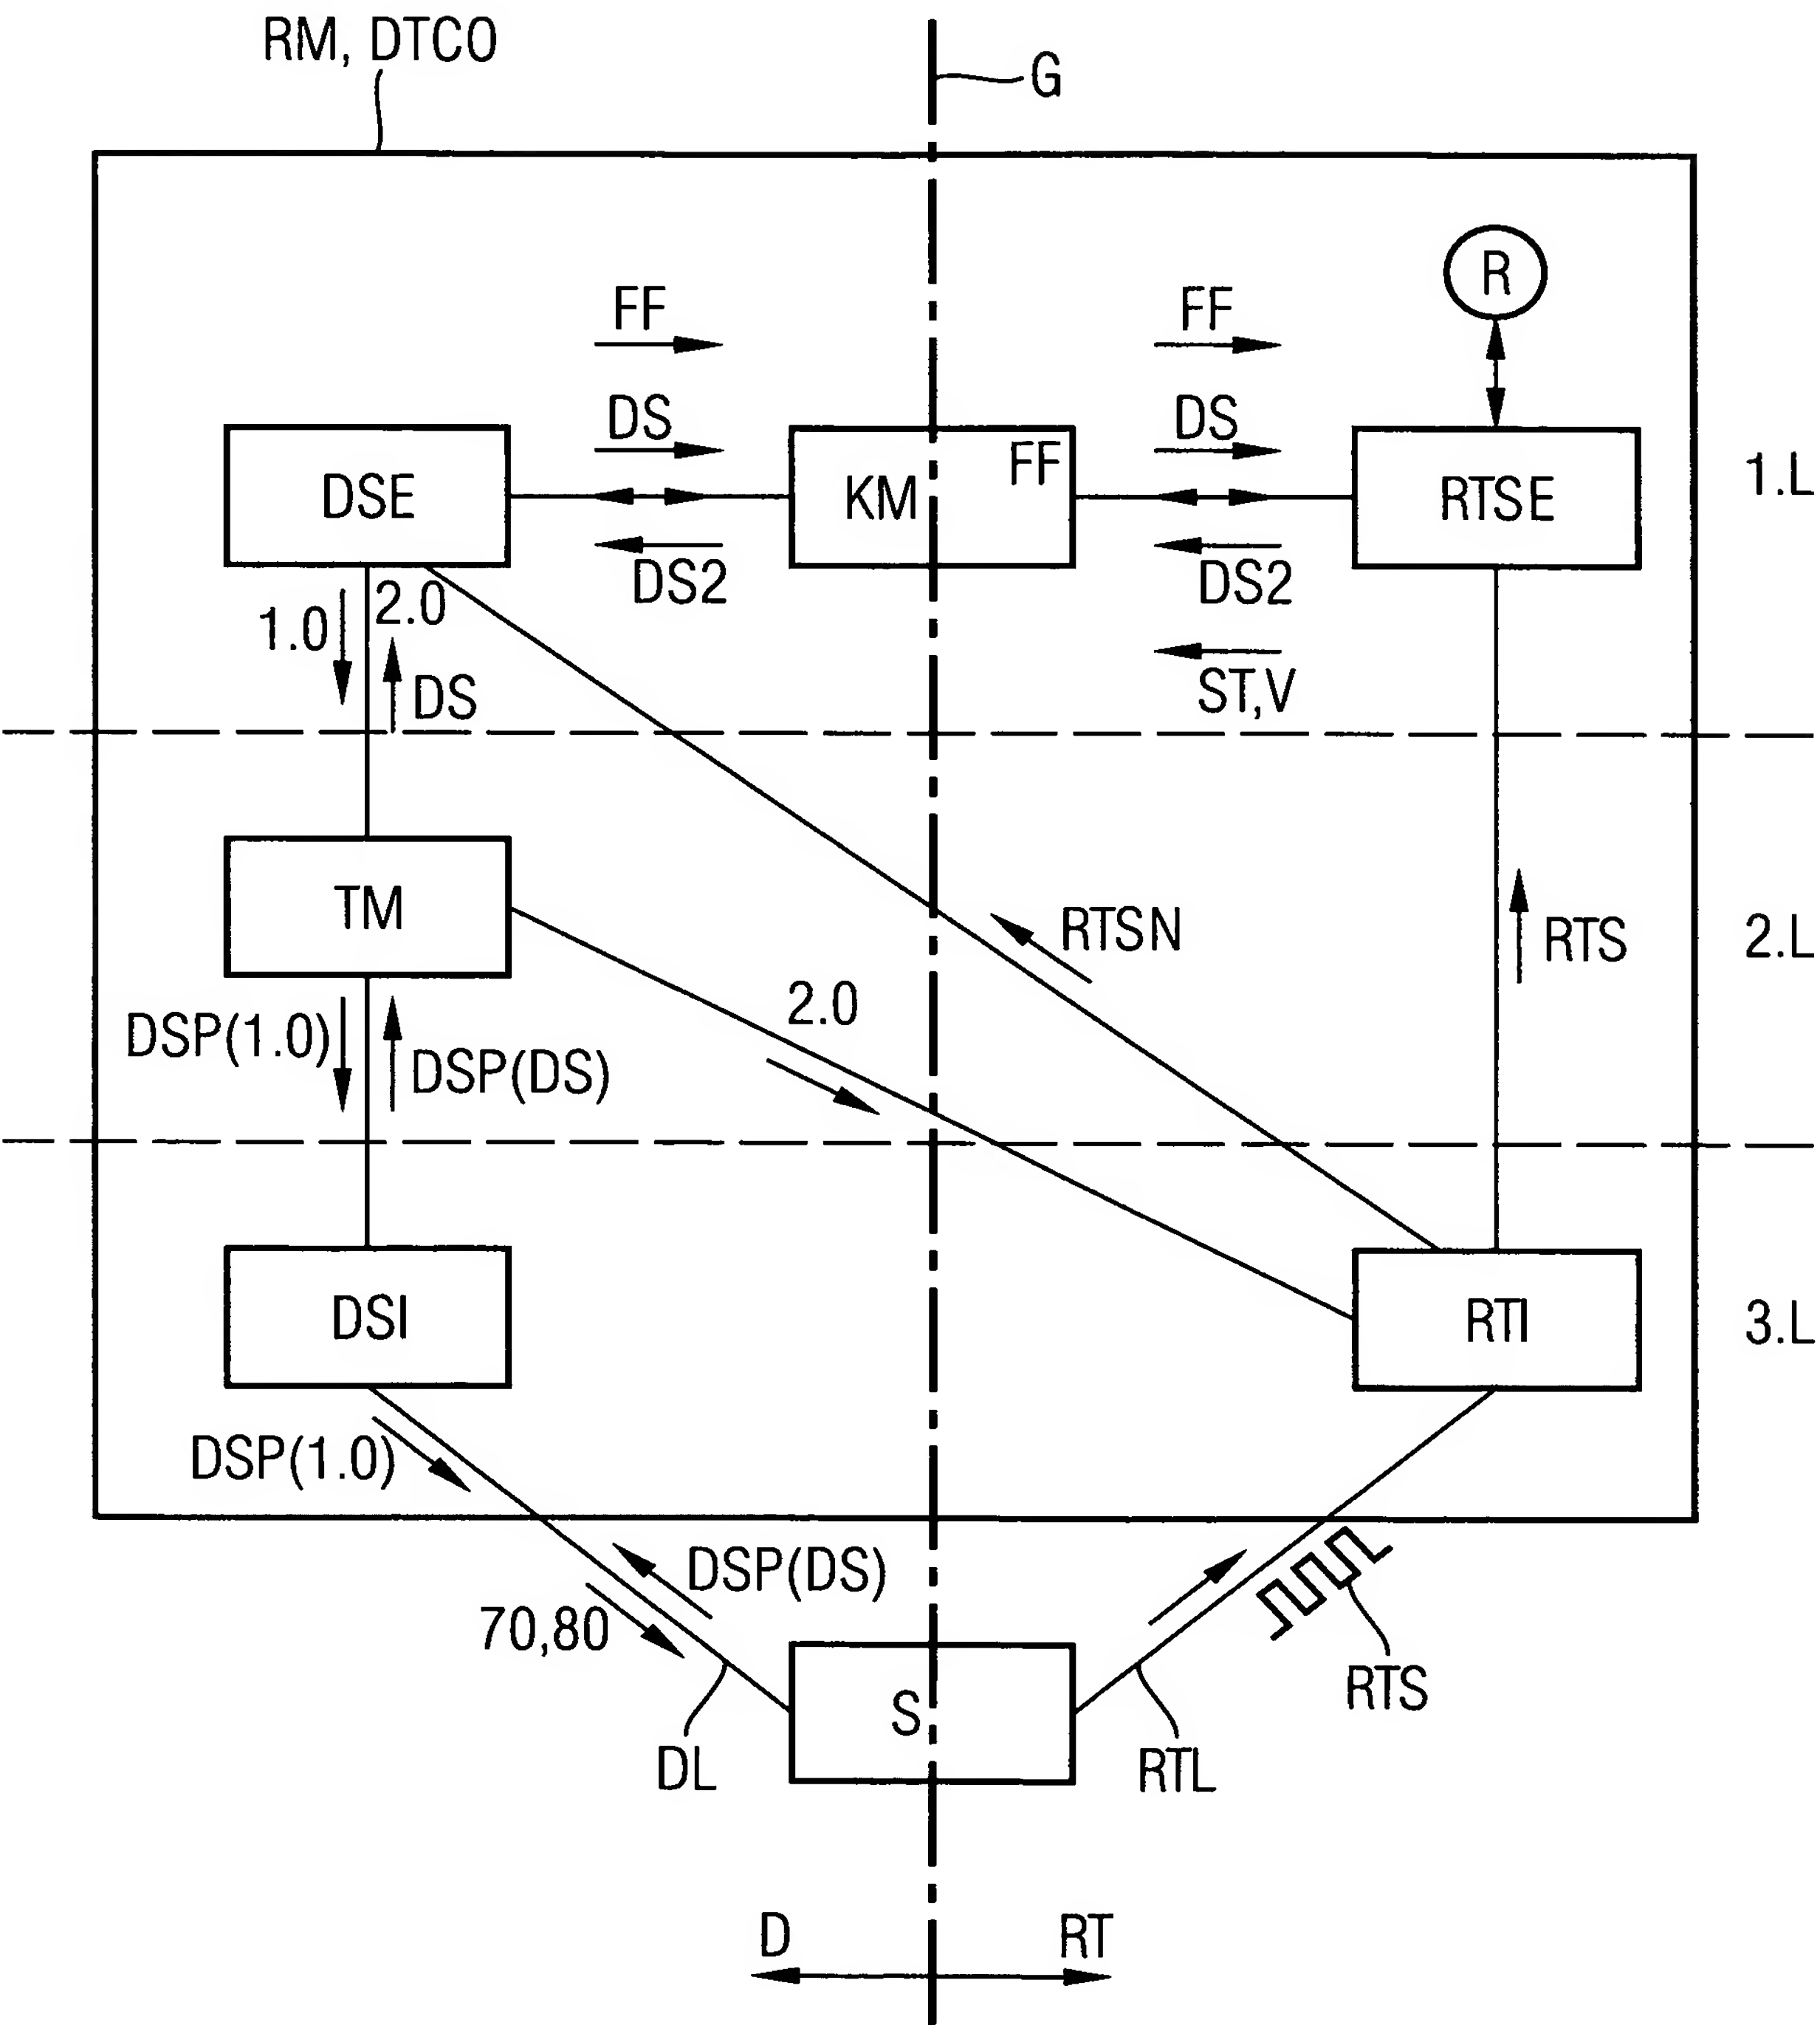 RM, DTCO
G
R
FF
FF
DS
DS
DSE
KM
FF
RTSE
1.L
DS2
DS2
1.0
2.0
DS
ST,V
TM
RTSN
RTS
2.L
2.0
DSP(1.0)
DSP(DS)
DSI
RTI
3.L
DSP(1.0)
DSP(DS)
70,80
S
RTS
DL
RTL
D
RT